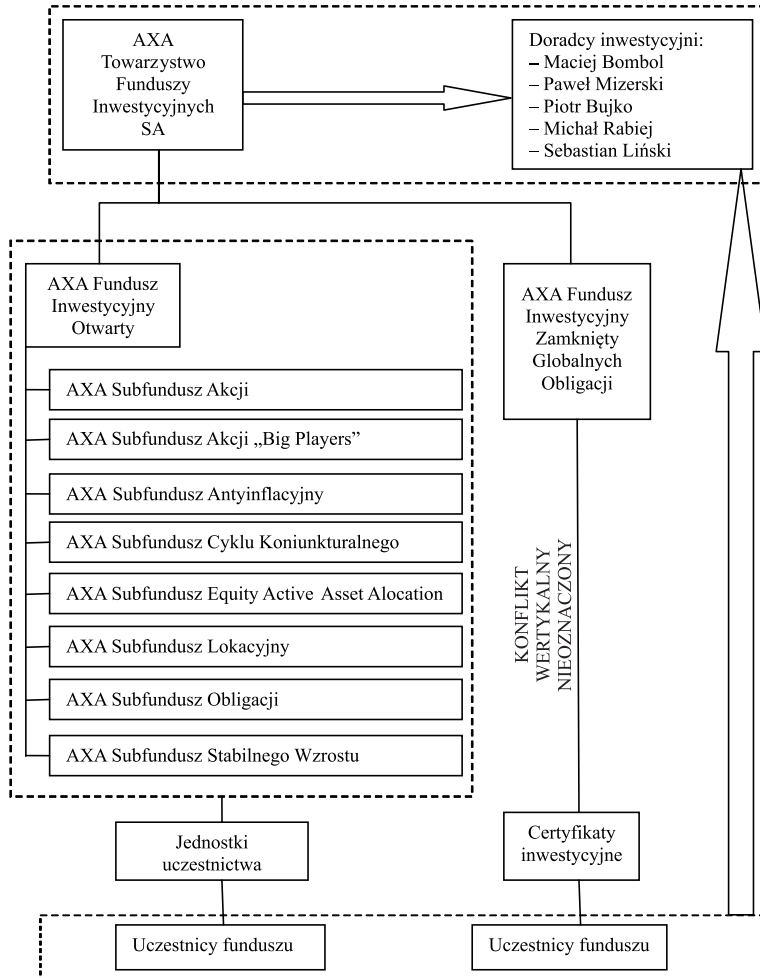 AXA
Towarzystwo
Funduszy
Inwestycyjnych
SA
Doradcy inwestycyjni:
– Maciej Bombol
– Paweł Mizerski
– Piotr Bujko
– Michał Rabiej
– Sebastian Liński
AXA Fundusz
Inwestycyjny
Otwarty
AXA Subfundusz Akcji
AXA Subfundusz Akcji „Big Players”
AXA Subfundusz Antyinflacyjny
AXA Subfundusz Cyklu Koniunkturalnego
AXA Subfundusz Equity Active Asset Alocation
AXA Subfundusz Lokacyjny
AXA Subfundusz Obligacji
AXA Subfundusz Stabilnego Wzrostu
AXA Fundusz
Inwestycyjny
Zamknięty
Globalnych
Obligacji
KONFLIKT
WERTYKALNY
NIEOZNACZONY
Jednostki
uczestnictwa
Certyfikaty
inwestycyjne
Uczestnicy funduszu
Uczestnicy funduszu